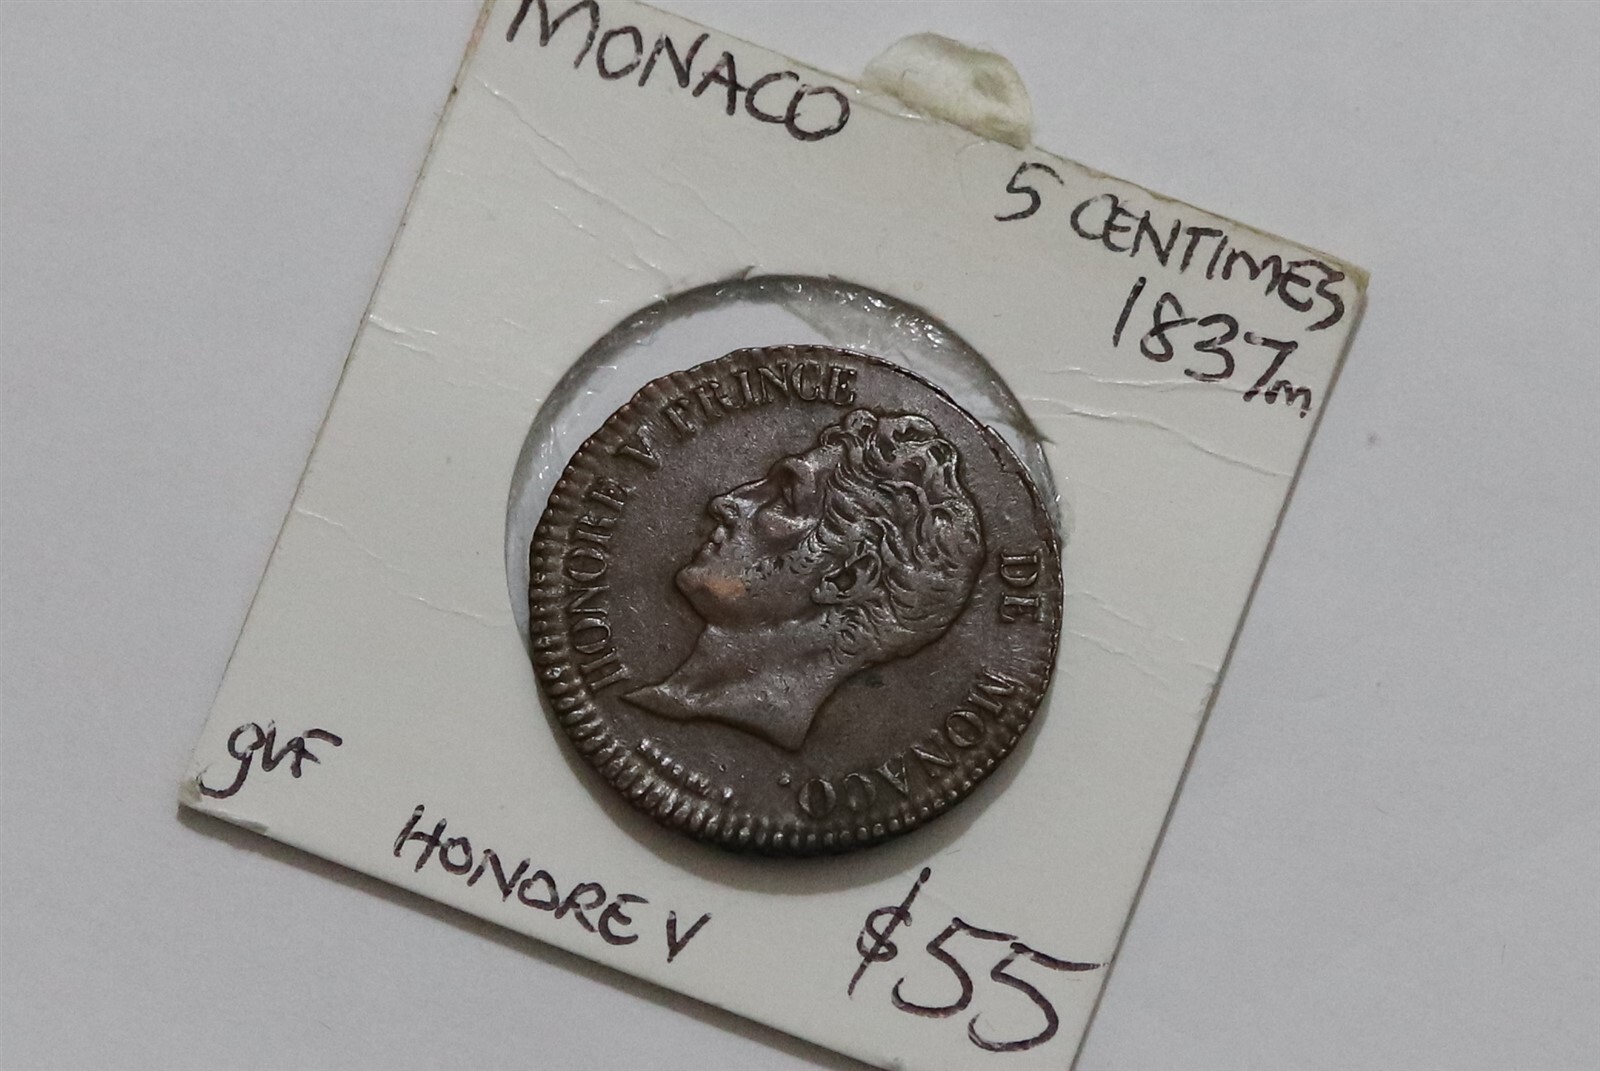 MONACO
5 CENTIMES
1837m
HONORE V PRINCE DE MONACO.
gVF
HONORE V
$55